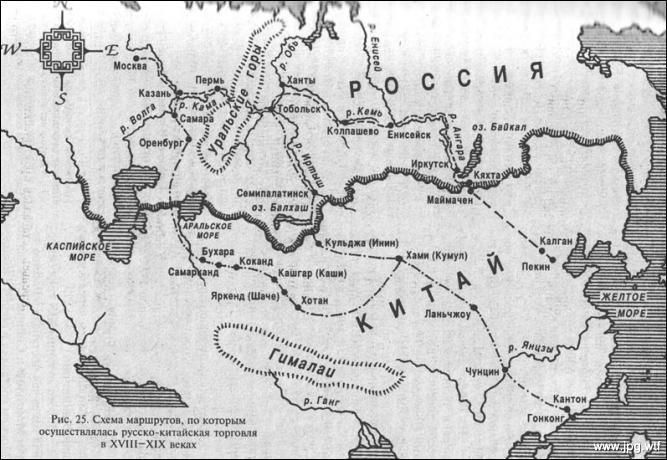 N
W
E
S
Москва
Казань
Пермь
р. Кама
р. Волга
Самара
Оренбург
Уральские горы
р. Обь
р. Енисей
Ханты
Тобольск
РОССИЯ
р. Кемь
Колпашево
Енисейск
р. Ангара
оз. Байкал
Иркутск
Кяхта
Маймачен
р. Иртыш
Семипалатинск
оз. Балхаш
АРАЛЬСКОЕ
МОРЕ
КАСПИЙСКОЕ
МОРЕ
Кульджа (Инин)
Хами (Кумул)
Калган
Пекин
Бухара
Самарканд
Коканд
Кашгар (Каши)
Яркенд (Шаче)
Хотан
КИТАЙ
Ланьчжоу
ЖЕЛТОЕ
МОРЕ
р. Янцзы
Гималаи
Чунцин
р. Ганг
Кантон
Гонконг
Рис. 25. Схема маршрутов, по которым
осуществлялась русско-китайская торговля
в XVIII—XIX веках
www.jpg.wtf